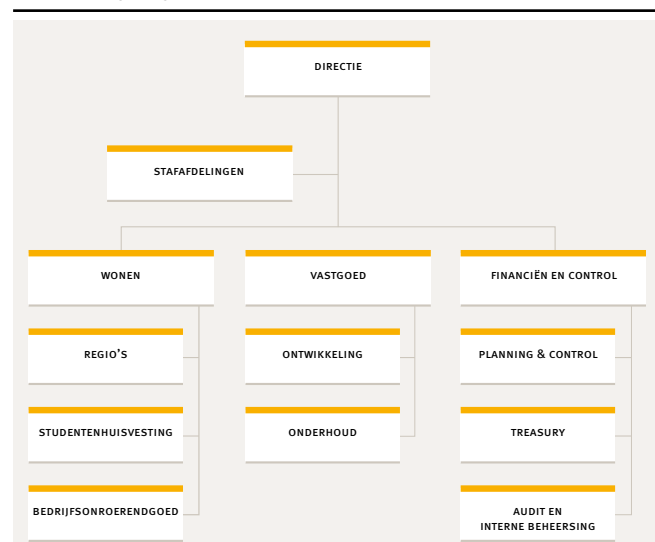 DIRECTIE
STAFAFDELINGEN
WONEN
VASTGOED
FINANCIËN EN CONTROL
REGIO'S
ONTWIKKELING
PLANNING & CONTROL
STUDENTENHUISVESTING
ONDERHOUD
TREASURY
BEDRIJFSONROERENDGOED
AUDIT EN
INTERNE BEHEERSING